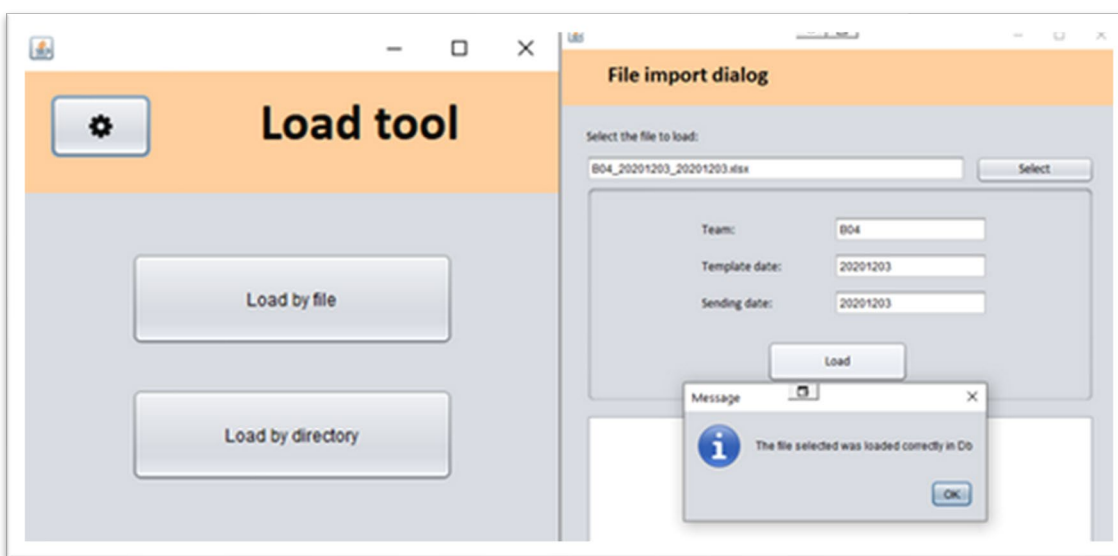 Load tool
Load by file
Load by directory
File import dialog
Select the file to load:
B04_20201203_20201203.xlsx
Select
Team:
B04
Template date:
20201203
Sending date:
20201203
Load
Message
The file selected was loaded correctly in Db
OK